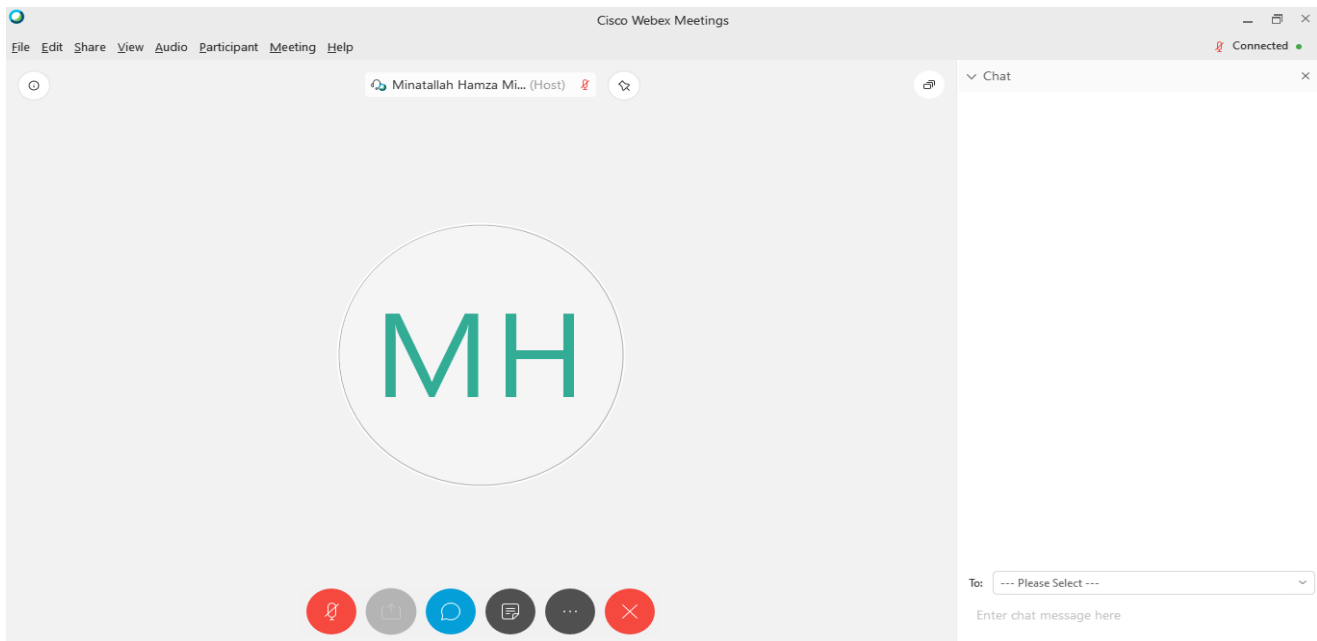 Cisco Webex Meetings
File Edit Share View Audio Participant Meeting Help
Connected
Minatallah Hamza Mi... (Host)
Chat
MH
To: --- Please Select ---
Enter chat message here